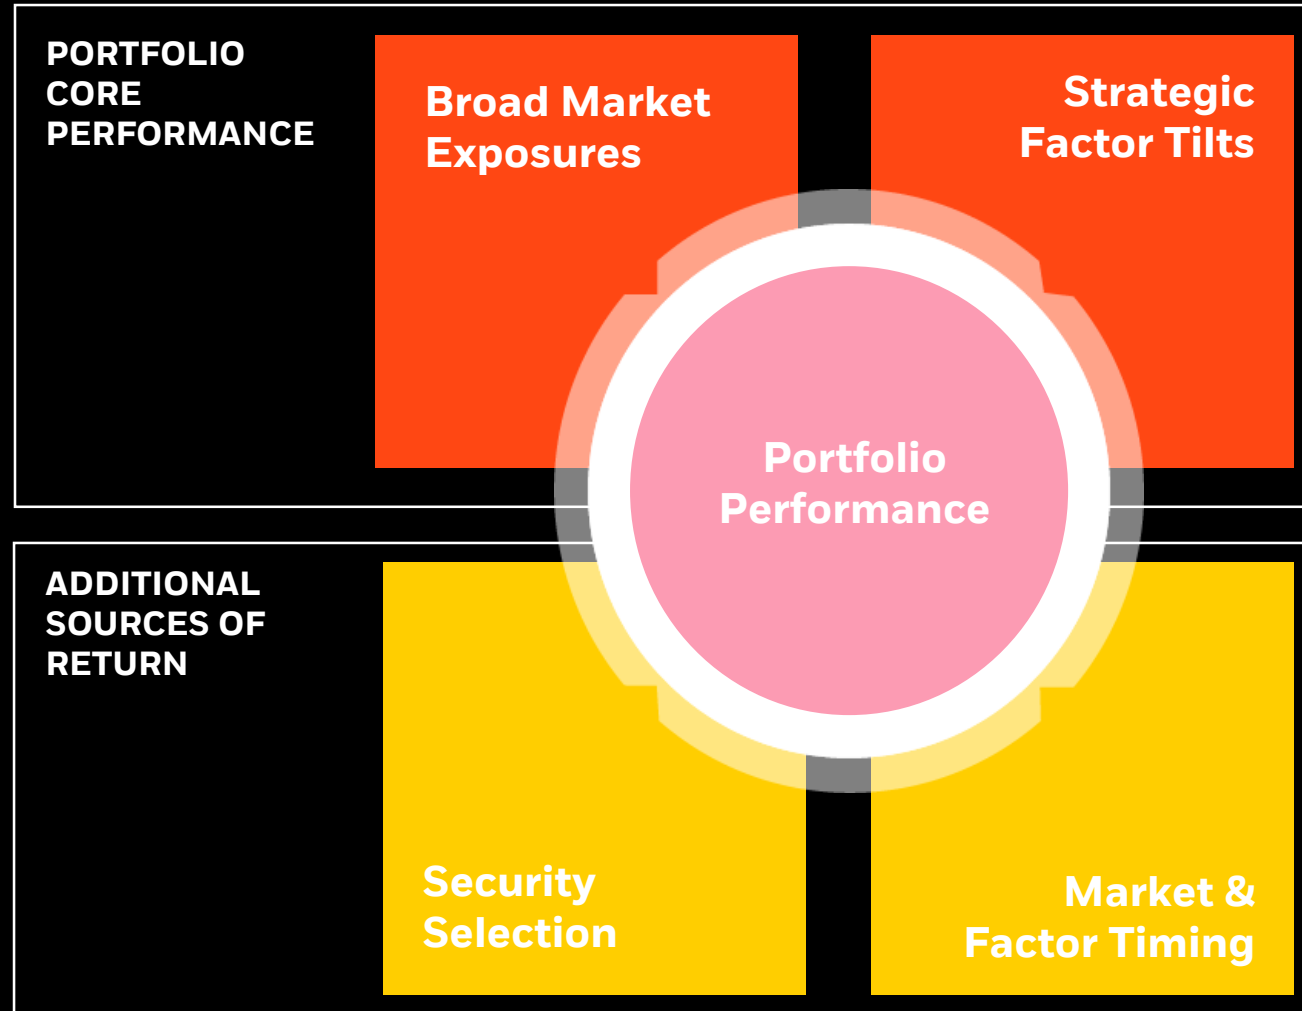 PORTFOLIO
CORE
PERFORMANCE
Broad Market
Exposures
Strategic
Factor Tilts
Portfolio
Performance
ADDITIONAL
SOURCES OF
RETURN
Security
Selection
Market &
Factor Timing